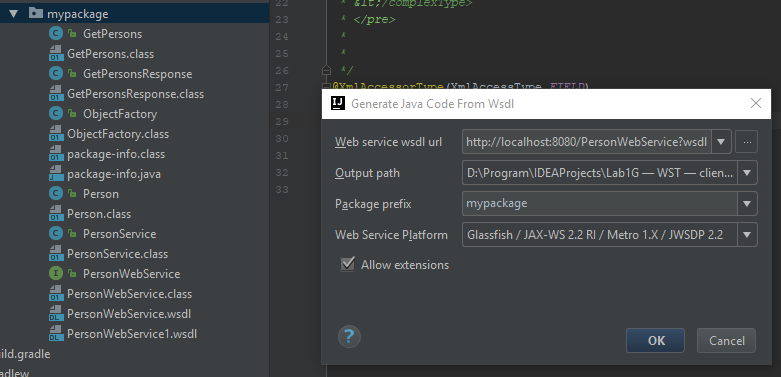 mypackage
GetPersons
GetPersons.class
GetPersonsResponse
GetPersonsResponse.class
ObjectFactory
ObjectFactory.class
package-info.class
package-info.java
Person
Person.class
PersonService
PersonService.class
PersonWebService
PersonWebService.class
PersonWebService.wsdl
PersonWebService1.wsdl
ild.gradle
adlew
22 * &lt;/complexType>
23 * </pre>
24 *
25 *
26 */
27 @XmlAccessorType(XmlAccessType.FIELD)
28
29
30
31
32
33
Generate Java Code From Wsdl
Web service wsdl url http://localhost:8080/PersonWebService?wsdl ...
Output path D:\Program\IDEAProjects\Lab1G — WST — clien...
Package prefix mypackage
Web Service Platform Glassfish / JAX-WS 2.2 RI / Metro 1.X / JWSDP 2.2
Allow extensions
? OK Cancel